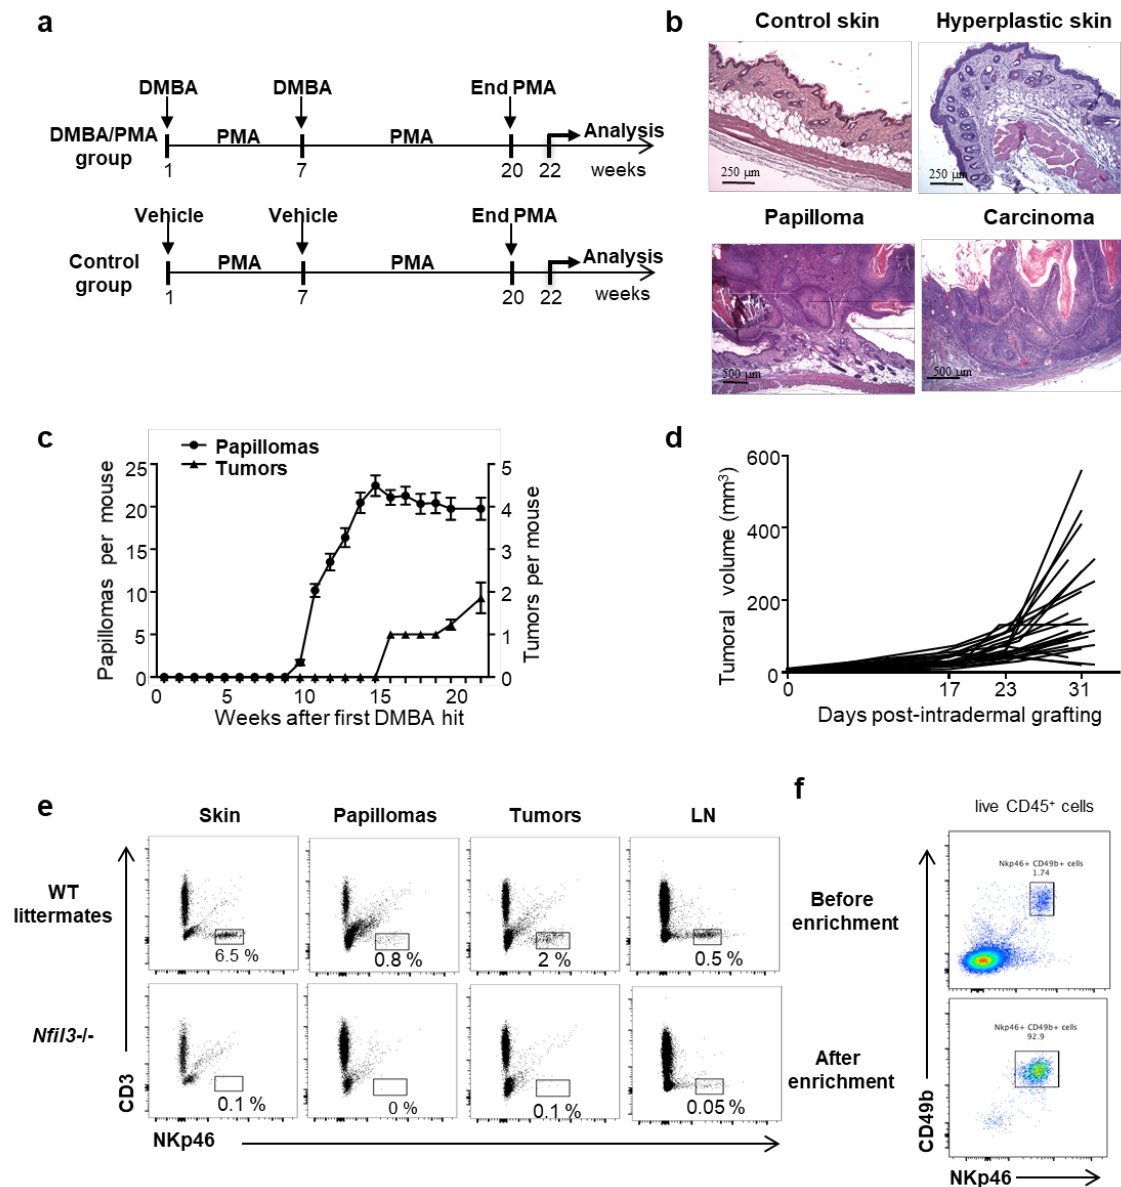 a
DMBA DMBA End PMA
DMBA/PMA
group
PMA PMA Analysis
1 7 20 22 weeks
Vehicle Vehicle End PMA
Control
group
PMA PMA Analysis
1 7 20 22 weeks
b
Control skin Hyperplastic skin
250 µm 250 µm
Papilloma Carcinoma
500 µm 500 µm
c
Papillomas
Tumors
Papillomas per mouse
25
20
15
10
5
0
Tumors per mouse
5
4
3
2
1
0
0 5 10 15 20
Weeks after first DMBA hit
d
Tumoral volume (mm³)
600
400
200
0
0 17 23 31
Days post-intradermal grafting
e
Skin Papillomas Tumors LN
WT
littermates
6.5 % 0.8 % 2 % 0.5 %
Nfil3-/-
0.1 % 0 % 0.1 % 0.05 %
CD3
NKp46
f
live CD45⁺ cells
Before
enrichment
Nkp46+ CD49b+ cells
1.74
After
enrichment
Nkp46+ CD49b+ cells
92.9
CD49b
NKp46